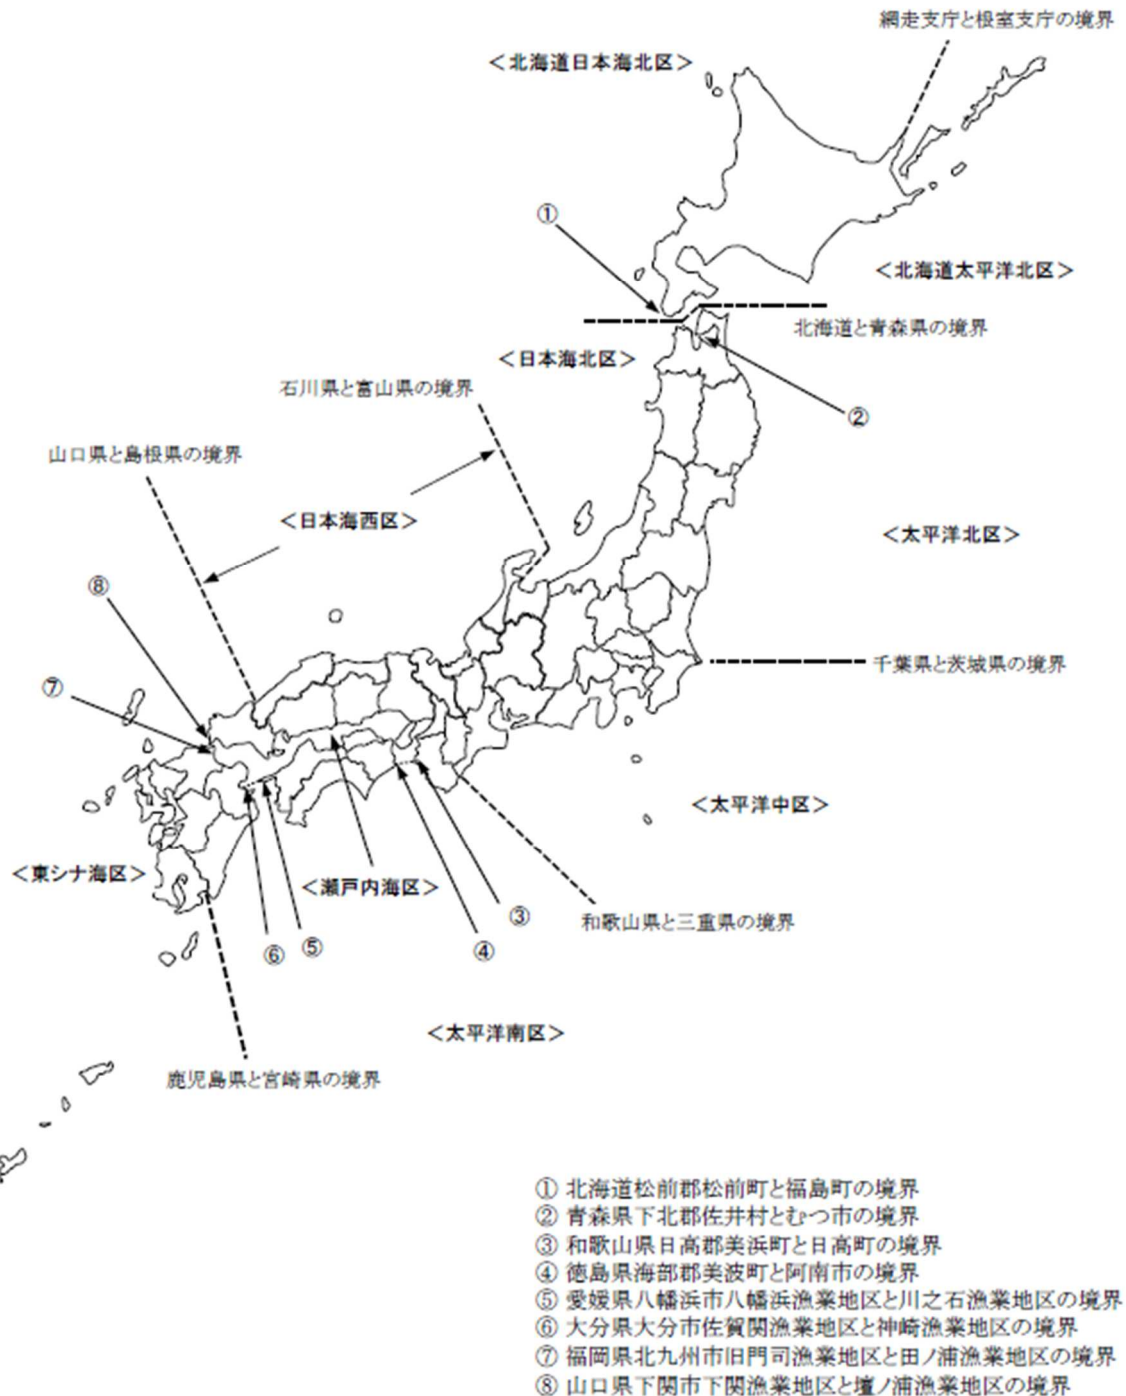 網走支庁と根室支庁の境界
＜北海道日本海北区＞
①
＜北海道太平洋北区＞
北海道と青森県の境界
＜日本海北区＞
石川県と富山県の境界
②
山口県と島根県の境界
＜日本海西区＞
＜太平洋北区＞
⑧
千葉県と茨城県の境界
⑦
＜太平洋中区＞
＜東シナ海区＞
＜瀬戸内海区＞
③
和歌山県と三重県の境界
⑥
⑤
④
＜太平洋南区＞
鹿児島県と宮崎県の境界
① 北海道松前郡松前町と福島町の境界
② 青森県下北郡佐井村とむつ市の境界
③ 和歌山県日高郡美浜町と日高町の境界
④ 徳島県海部郡美波町と阿南市の境界
⑤ 愛媛県八幡浜市八幡浜漁業地区と川之石漁業地区の境界
⑥ 大分県大分市佐賀関漁業地区と神崎漁業地区の境界
⑦ 福岡県北九州市旧門司漁業地区と田ノ浦漁業地区の境界
⑧ 山口県下関市下関漁業地区と壇ノ浦漁業地区の境界